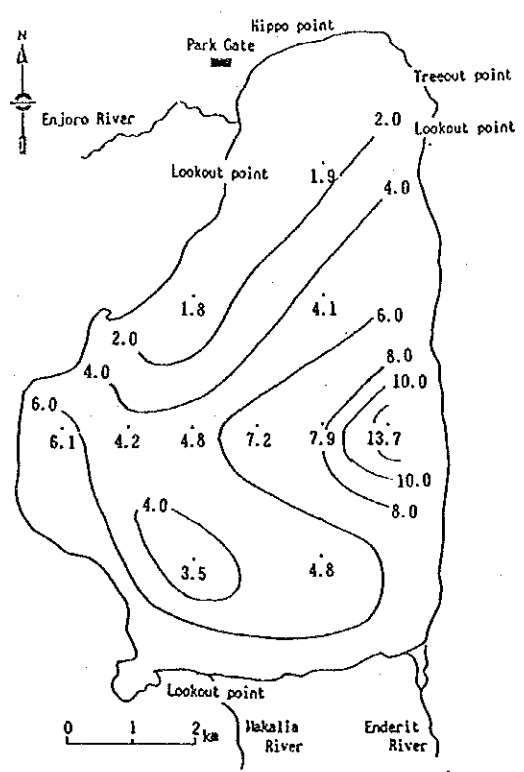 Hippo point
N
Park Gate
Treeout point
Enjoro River
2.0
Lookout point
Lookout point
1.9
4.0
1.8
4.1
6.0
2.0
8.0
4.0
10.0
6.0
6.1
4.2
4.8
7.2
7.9
13.7
10.0
8.0
4.0
3.5
4.8
Lookout point
0 1 2
km
Makalia
River
Enderit
River